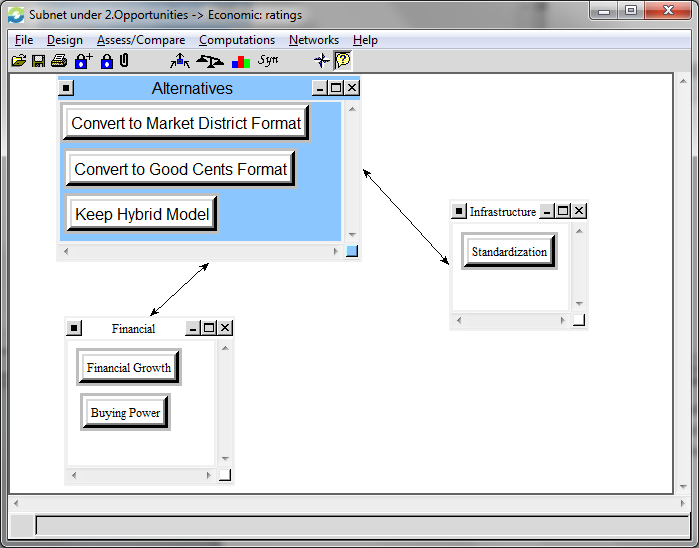 Subnet under 2.Opportunities -> Economic: ratings
File Design Assess/Compare Computations Networks Help
Syn
Alternatives
Convert to Market District Format
Convert to Good Cents Format
Keep Hybrid Model
Infrastructure
Standardization
Financial
Financial Growth
Buying Power